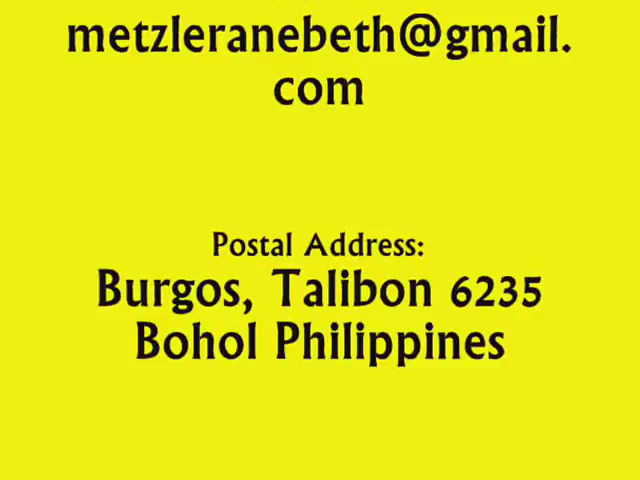 metzleranebeth@gmail.
com
Postal Address:
Burgos, Talibon 6235
Bohol Philippines